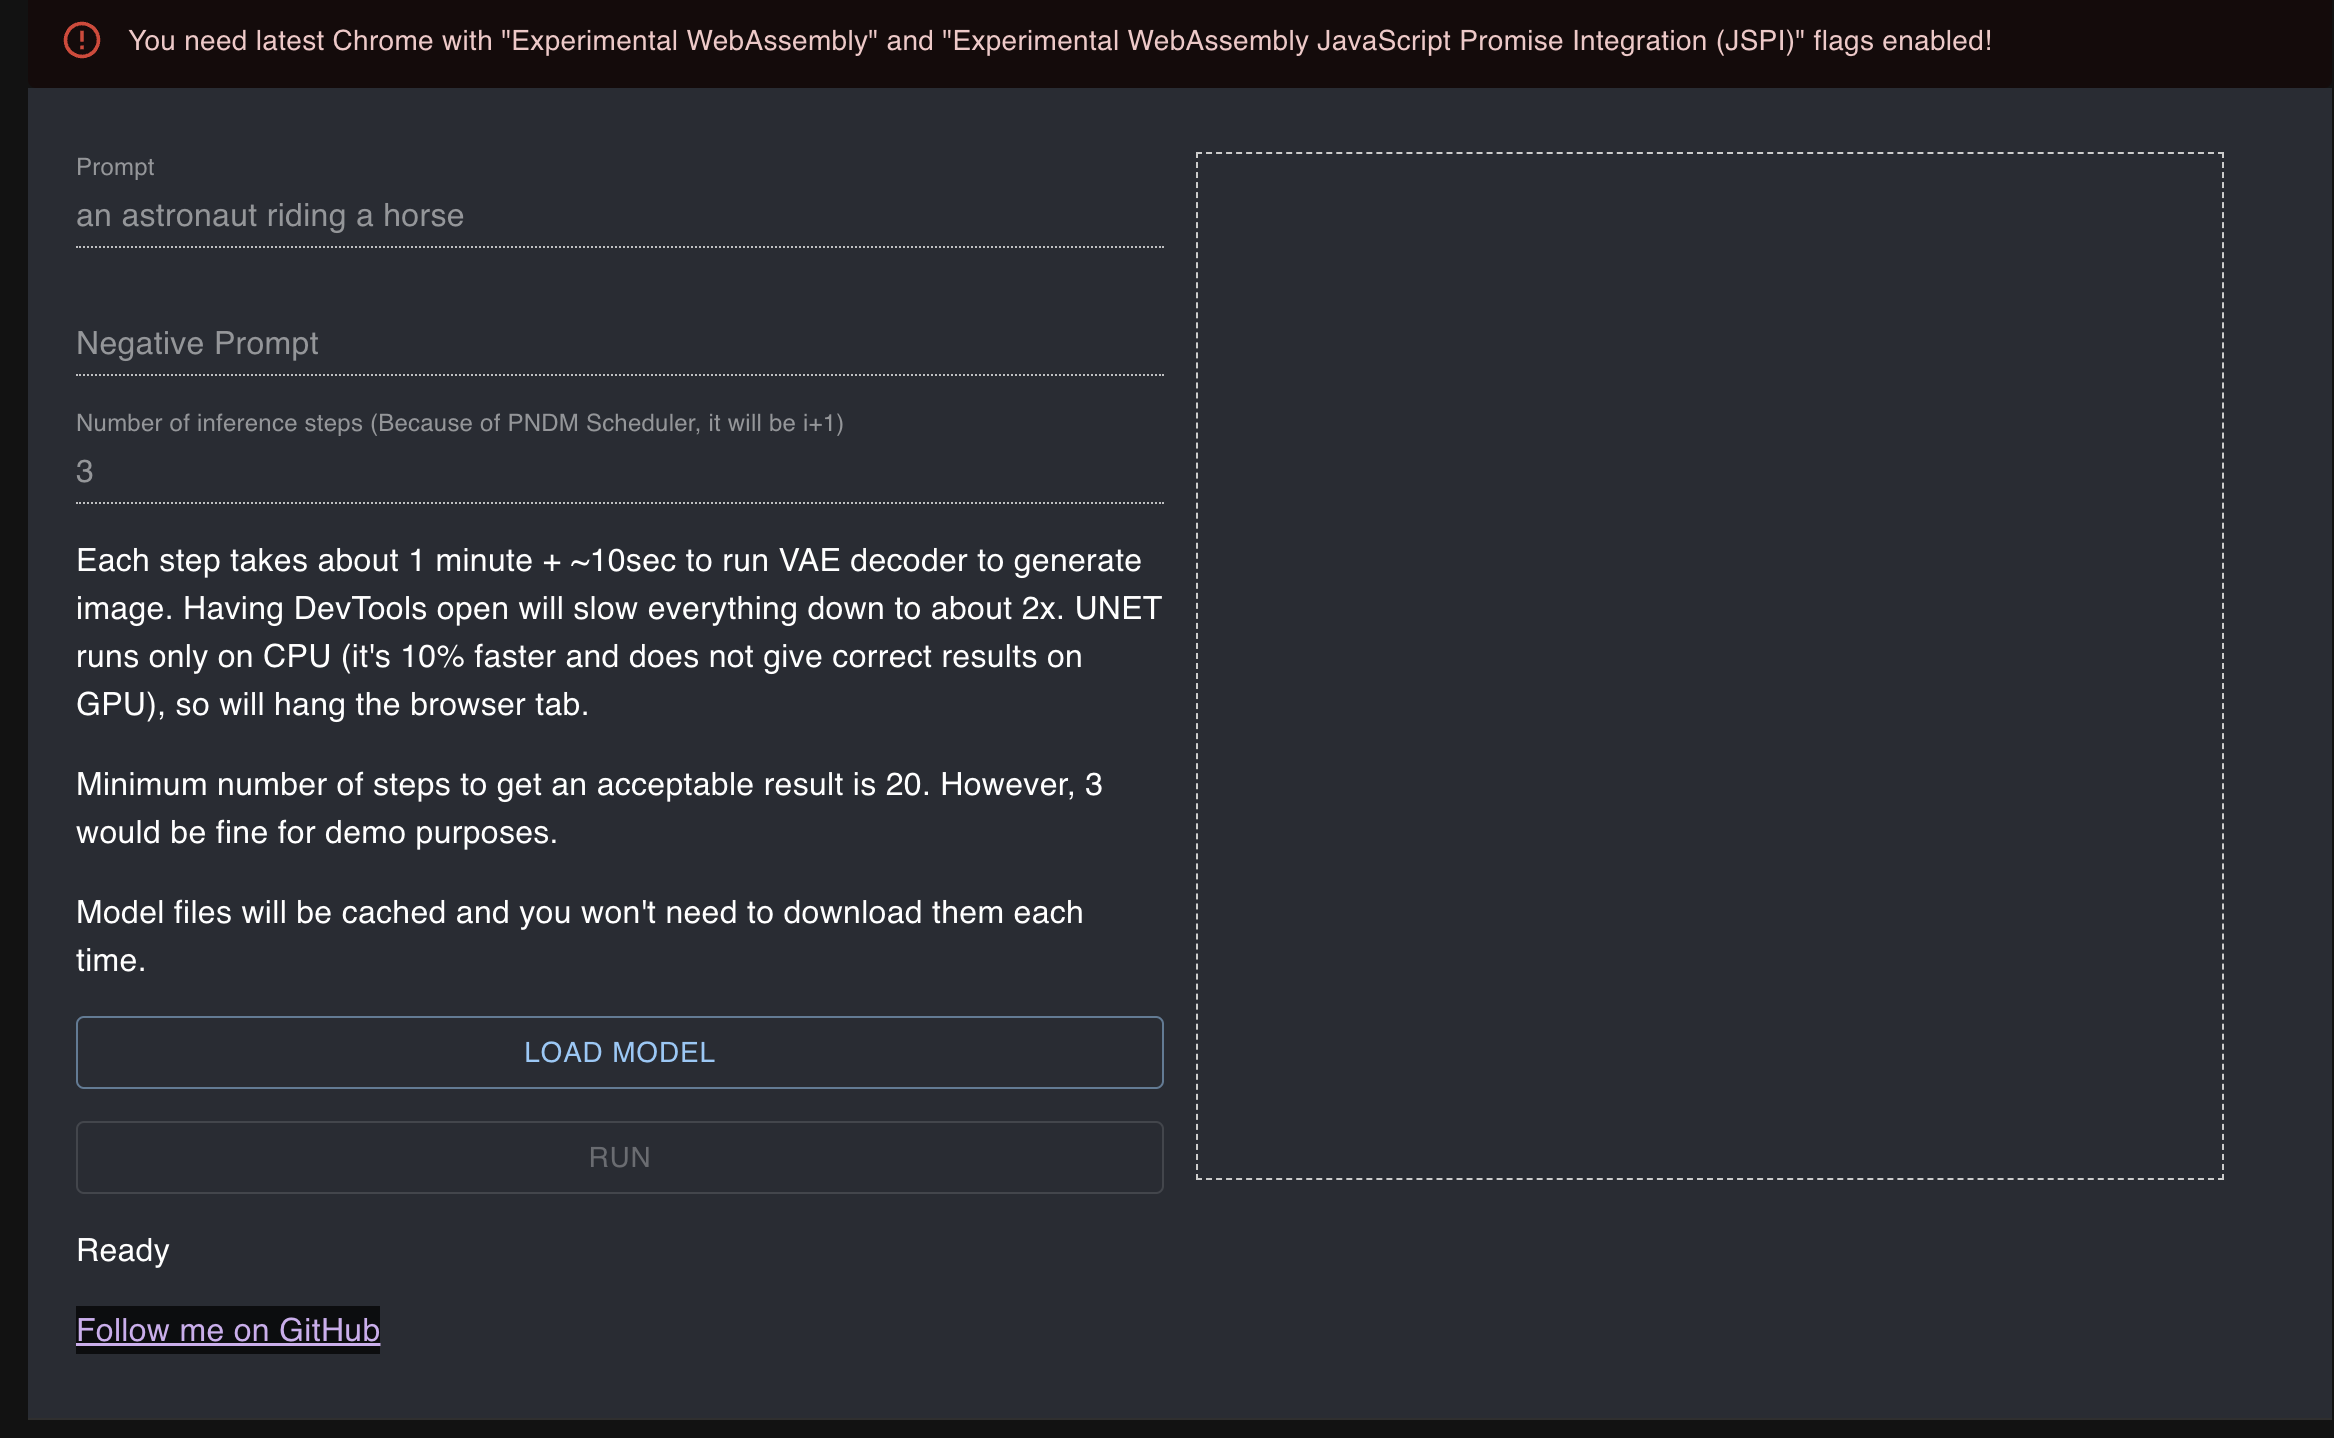 You need latest Chrome with "Experimental WebAssembly" and "Experimental WebAssembly JavaScript Promise Integration (JSPI)" flags enabled!
Prompt
an astronaut riding a horse
Negative Prompt
Number of inference steps (Because of PNDM Scheduler, it will be i+1)
3
Each step takes about 1 minute + ~10sec to run VAE decoder to generate
image. Having DevTools open will slow everything down to about 2x. UNET
runs only on CPU (it's 10% faster and does not give correct results on
GPU), so will hang the browser tab.
Minimum number of steps to get an acceptable result is 20. However, 3
would be fine for demo purposes.
Model files will be cached and you won't need to download them each
time.
LOAD MODEL
RUN
Ready
Follow me on GitHub